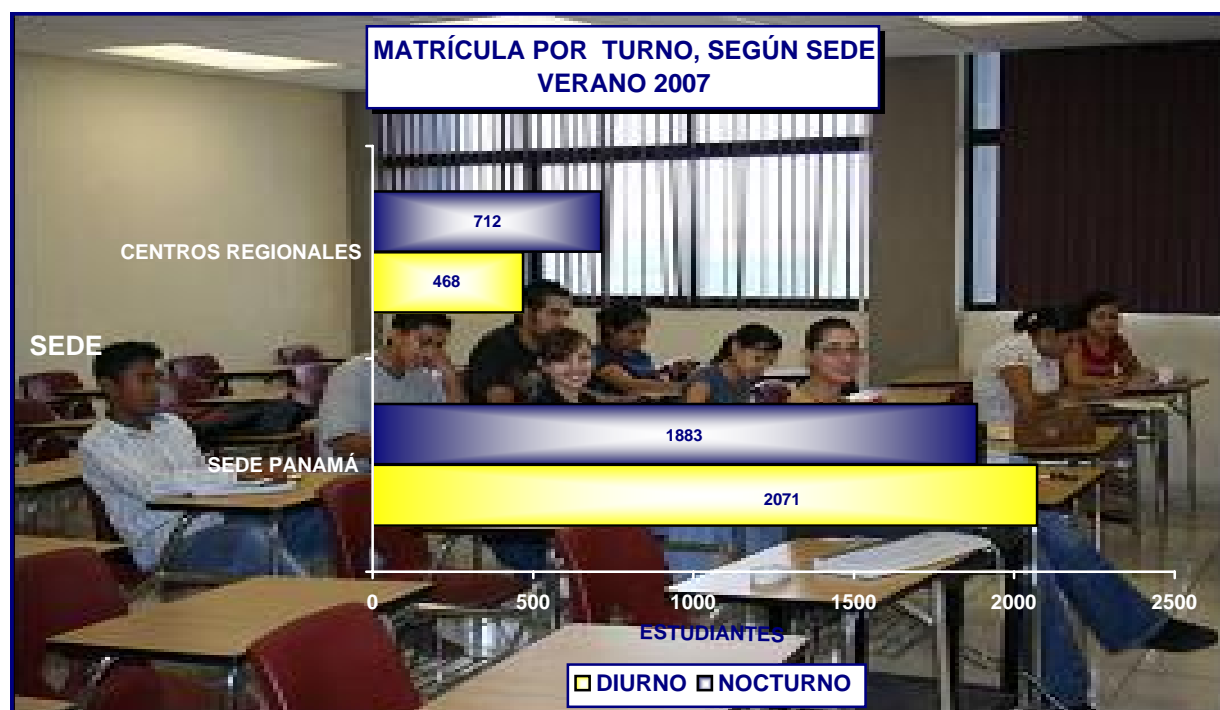 MATRÍCULA POR TURNO, SEGÚN SEDE
VERANO 2007
712
CENTROS REGIONALES
468
SEDE
1883
SEDE PANAMÁ
2071
0 500 1000 1500 2000 2500
ESTUDIANTES
DIURNO NOCTURNO